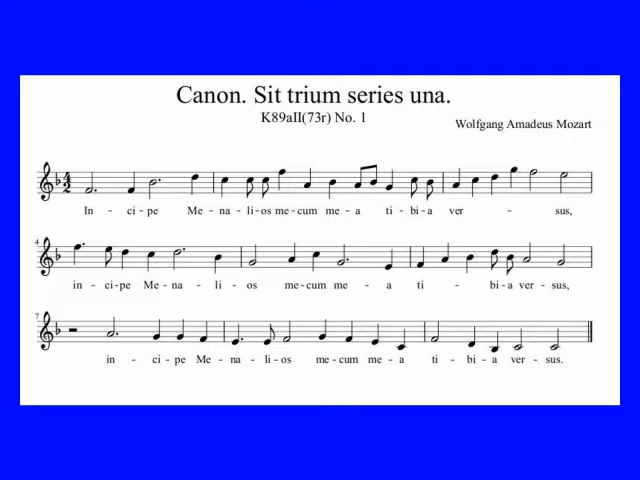 Canon. Sit trium series una.
K89aII(73r) No. 1
Wolfgang Amadeus Mozart
4
2
In - ci - pe Me - na - li - os me - cum me - a ti - bi - a ver - sus,
4
in - ci - pe Me - na - li - os me - cum me - a ti - bi - a ver - sus,
7
in - ci - pe Me - na - li - os me - cum me - a ti - bi - a ver - sus.